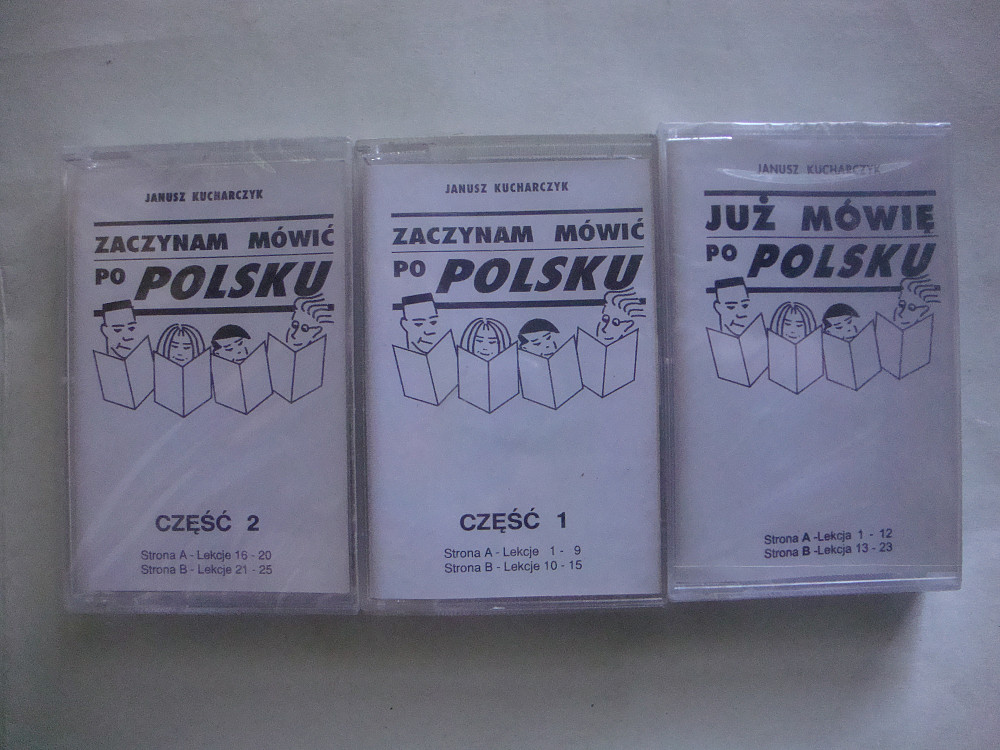 JANUSZ KUCHARCZYK
ZACZYNAM MÓWIĆ
PO POLSKU
CZĘŚĆ 2
Strona A - Lekcje 16 - 20
Strona B - Lekcje 21 - 25
JANUSZ KUCHARCZYK
ZACZYNAM MÓWIĆ
PO POLSKU
CZĘŚĆ 1
Strona A - Lekcje 1 - 9
Strona B - Lekcje 10 - 15
JANUSZ KUCHARCZYK
JUŻ MÓWIĘ
PO POLSKU
Strona A -Lekcja 1 - 12
Strona B -Lekcja 13 - 23